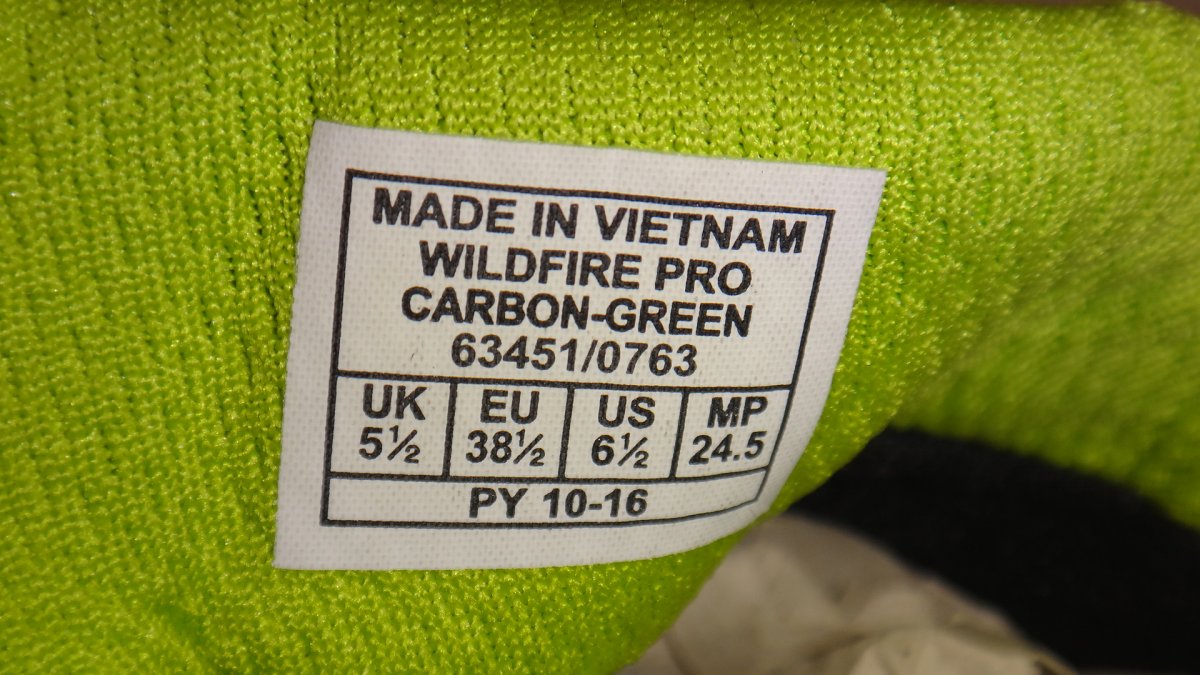 MADE IN VIETNAM
WILDFIRE PRO
CARBON-GREEN
63451/0763
UK EU US MP
5½ 38½ 6½ 24.5
PY 10-16